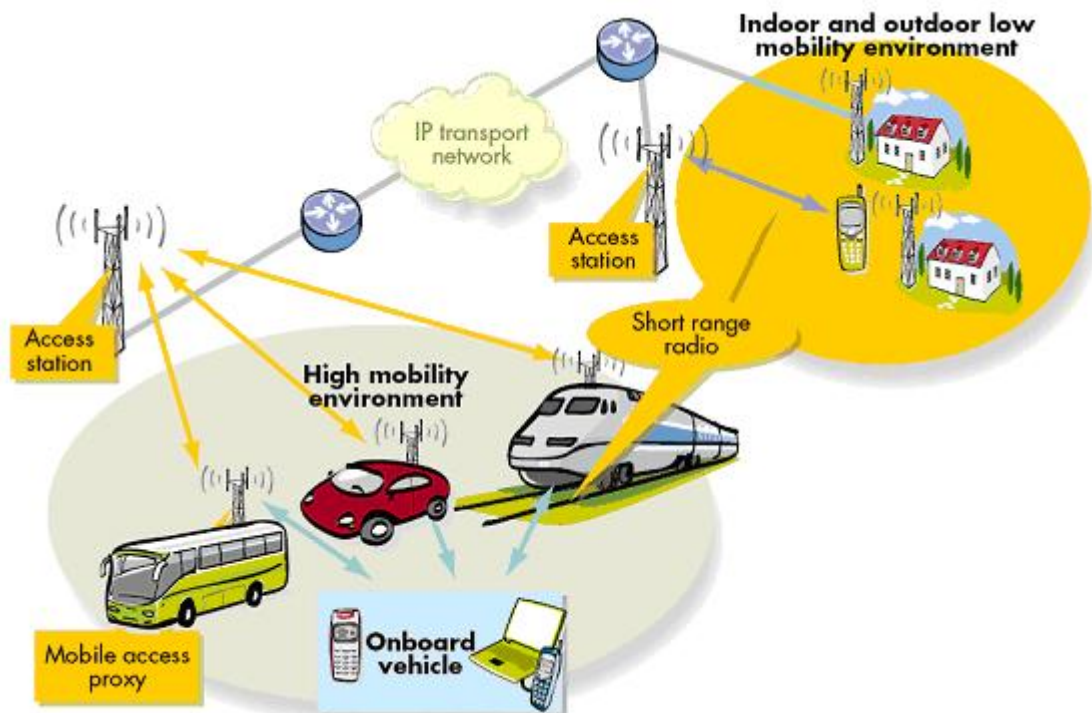 Indoor and outdoor low
mobility environment
IP transport
network
Access
station
Access
station
Short range
radio
High mobility
environment
Mobile access
proxy
Onboard
vehicle